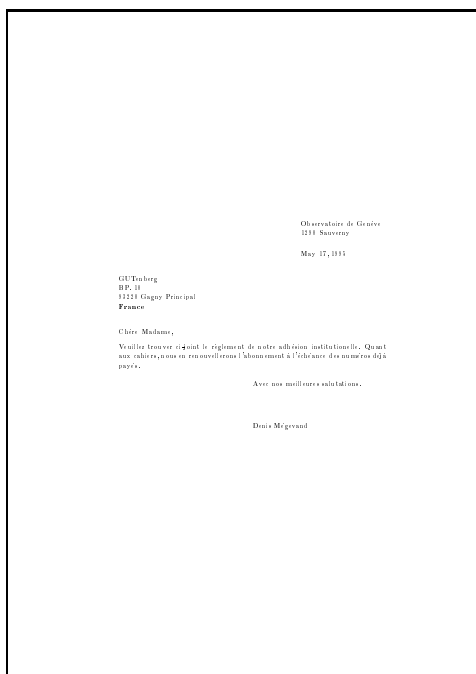 Observatoire de Genève
1290 Sauverny
May 17, 1995
GUTenberg
BP. 10
93220 Gagny Principal
France
Chère Madame,
Veuillez trouver ci-joint le règlement de notre adhésion institutionelle. Quant
aux cahiers, nous en renouvellerons l'abonnement à l'échéance des numéros déjà
payés.
Avec nos meilleures salutations.
Denis Mégevand